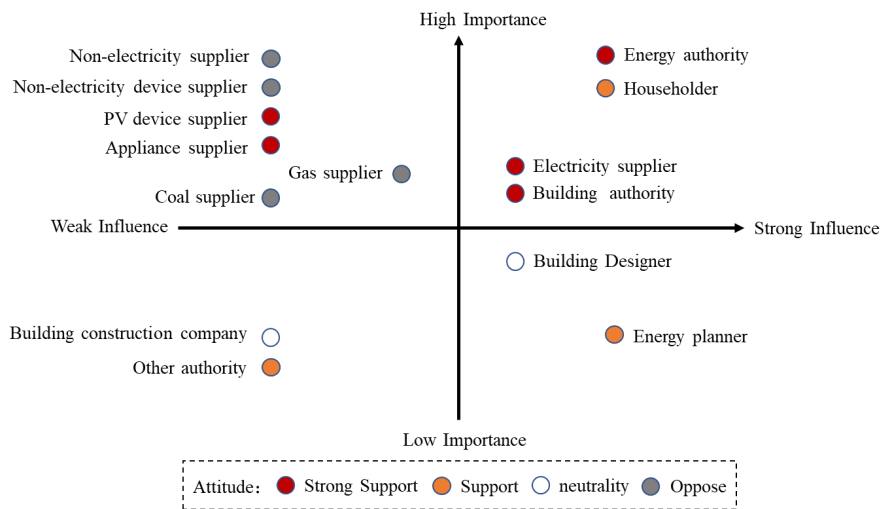 High Importance
Non-electricity supplier
Energy authority
Non-electricity device supplier
Householder
PV device supplier
Appliance supplier
Gas supplier
Electricity supplier
Coal supplier
Building authority
Weak Influence
Strong Influence
Building Designer
Building construction company
Energy planner
Other authority
Low Importance
Attitude: Strong Support Support neutrality Oppose